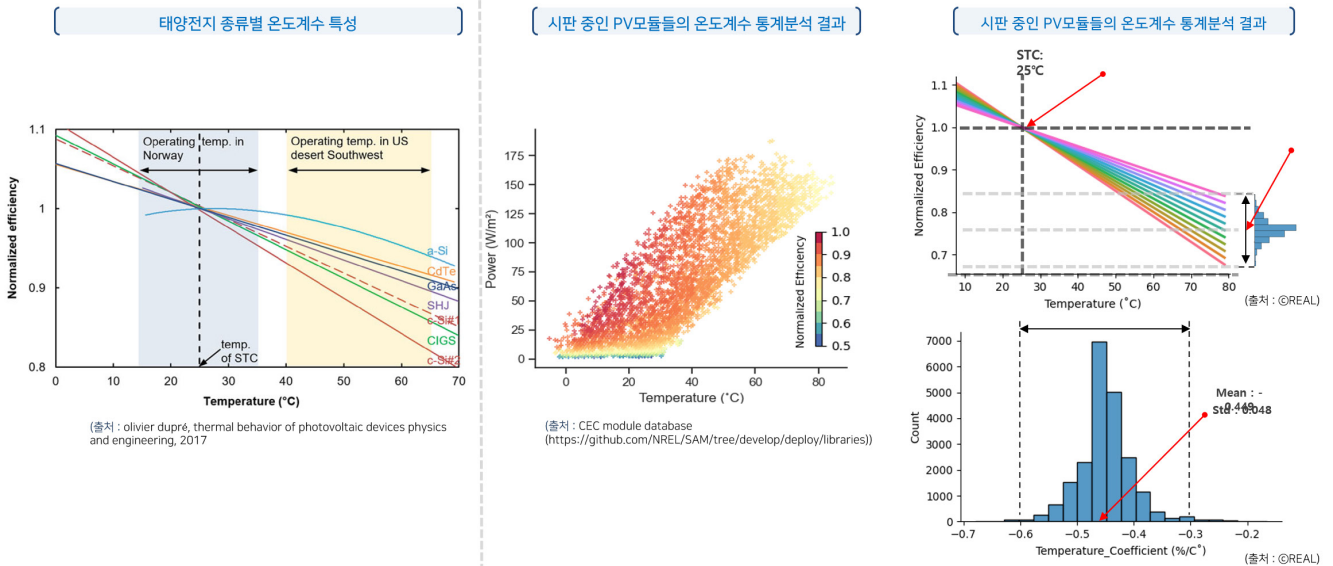 태양전지 종류별 온도계수 특성
1.1
1
0.9
0.8
0
10
20
30
40
50
60
70
Normalized efficiency
Temperature (°C)
Operating temp. in
Norway
Operating temp. in US
desert Southwest
temp.
of STC
a-Si
CdTe
GaAs
SHJ
c-Si#1
CIGS
c-Si#2
(출처 : olivier dupré, thermal behavior of photovoltaic devices physics
and engineering, 2017
시판 중인 PV모듈들의 온도계수 통계분석 결과
175
150
125
100
75
50
25
0
0
20
40
60
80
Power (W/m²)
Temperature (˚C)
Normalized Efficiency
1.0
0.9
0.8
0.7
0.6
0.5
(출처 : CEC module database
(https://github.com/NREL/SAM/tree/develop/deploy/libraries))
시판 중인 PV모듈들의 온도계수 통계분석 결과
STC:
25℃
1.1
1.0
0.9
0.8
0.7
10
20
30
40
50
60
70
80
Normalized Efficiency
Temperature (˚C)
(출처 : ©REAL)
7000
6000
5000
4000
3000
2000
1000
0
−0.7
−0.6
−0.5
−0.4
−0.3
−0.2
Count
Mean : -
0.449
Std : 0.048
Temperature_Coefficient (%/C˚)
(출처 : ©REAL)